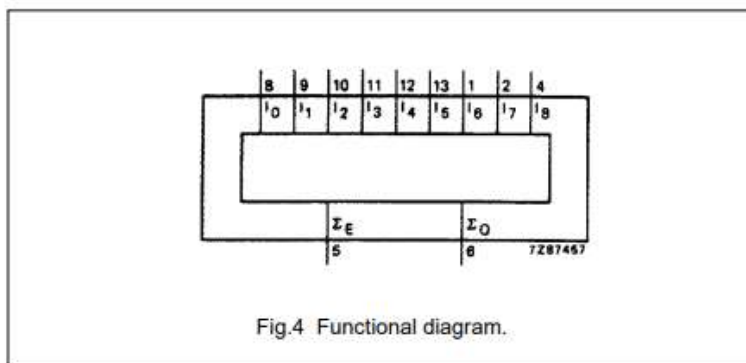 8 9 10 11 12 13 1 2 4
I0 I1 I2 I3 I4 I5 I6 I7 I8
ΣE ΣO
5 6 7Z87457
Fig.4 Functional diagram.